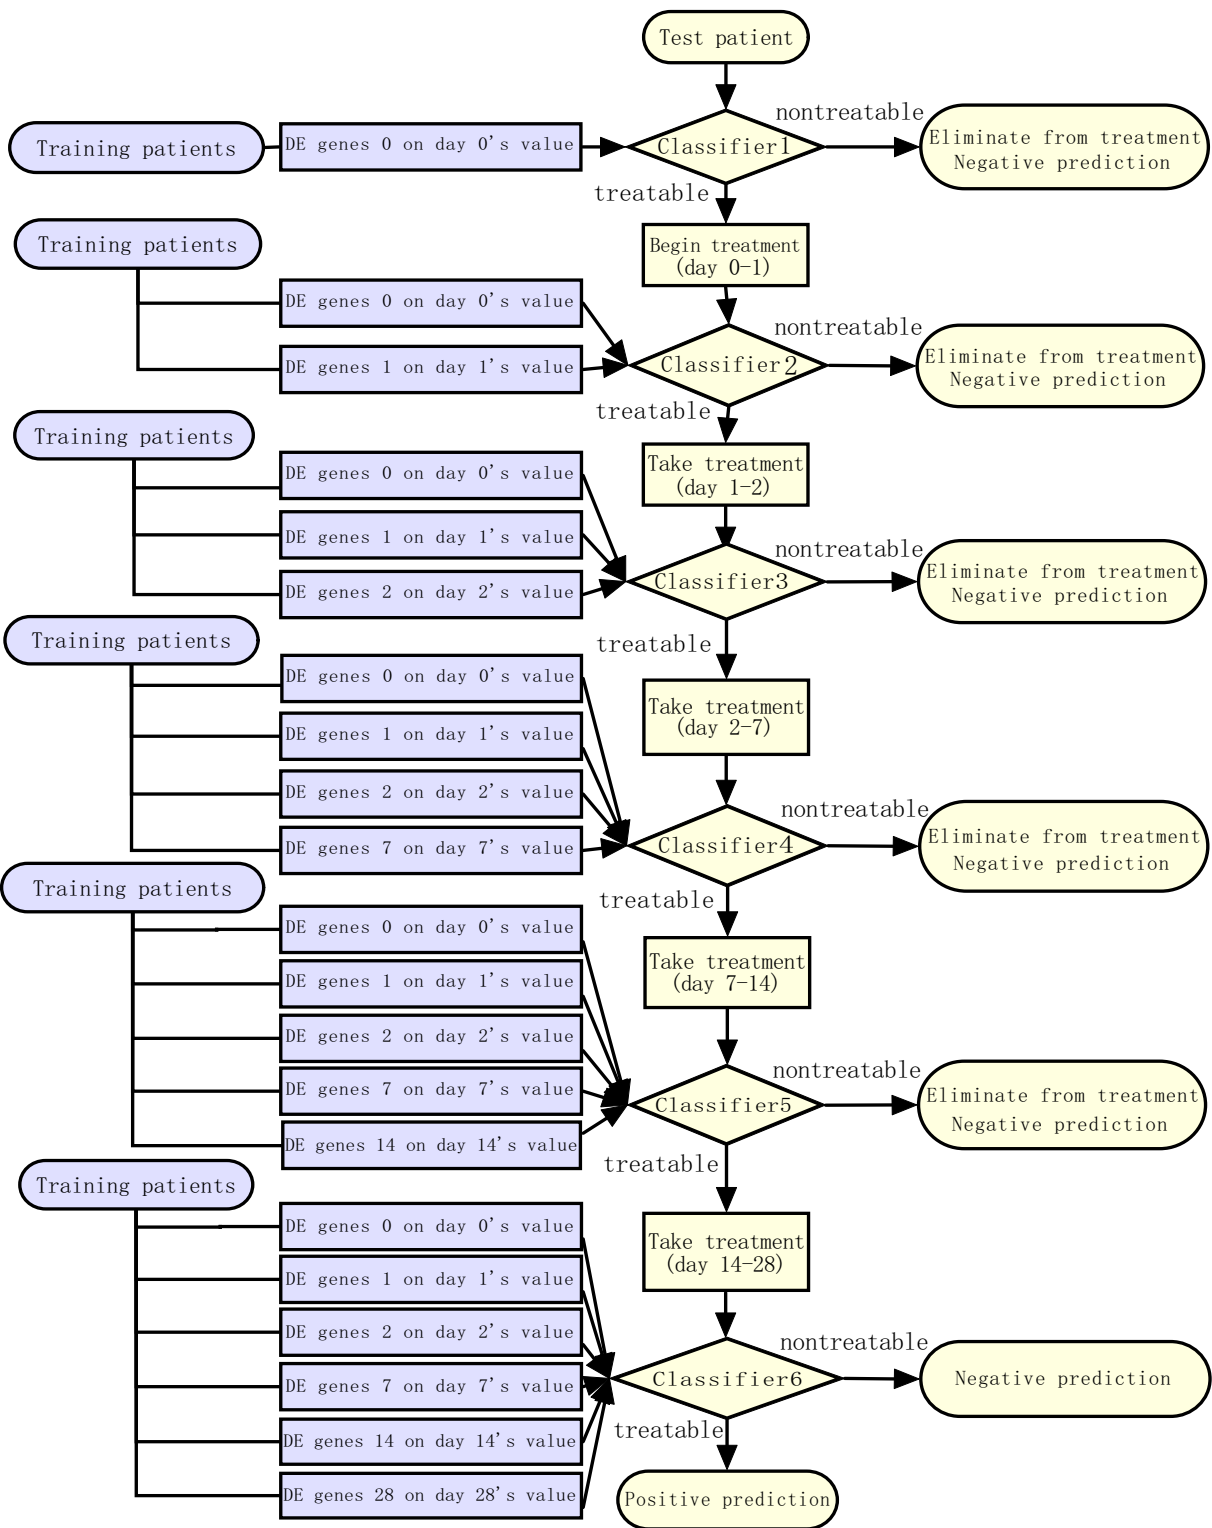 Test patient
nontreatable
Training patients
DE genes 0 on day 0's value
Classifier1
Eliminate from treatment
Negative prediction
treatable
Training patients
Begin treatment
(day 0-1)
DE genes 0 on day 0's value
nontreatable
DE genes 1 on day 1's value
Classifier2
Eliminate from treatment
Negative prediction
treatable
Training patients
Take treatment
(day 1-2)
DE genes 0 on day 0's value
DE genes 1 on day 1's value
nontreatable
DE genes 2 on day 2's value
Classifier3
Eliminate from treatment
Negative prediction
treatable
Training patients
DE genes 0 on day 0's value
Take treatment
(day 2-7)
DE genes 1 on day 1's value
DE genes 2 on day 2's value
nontreatable
DE genes 7 on day 7's value
Classifier4
Eliminate from treatment
Negative prediction
treatable
Training patients
DE genes 0 on day 0's value
Take treatment
(day 7-14)
DE genes 1 on day 1's value
DE genes 2 on day 2's value
nontreatable
DE genes 7 on day 7's value
Classifier5
Eliminate from treatment
Negative prediction
DE genes 14 on day 14's value
treatable
Training patients
DE genes 0 on day 0's value
Take treatment
(day 14-28)
DE genes 1 on day 1's value
DE genes 2 on day 2's value
nontreatable
DE genes 7 on day 7's value
Classifier6
Negative prediction
treatable
DE genes 14 on day 14's value
DE genes 28 on day 28's value
Positive prediction